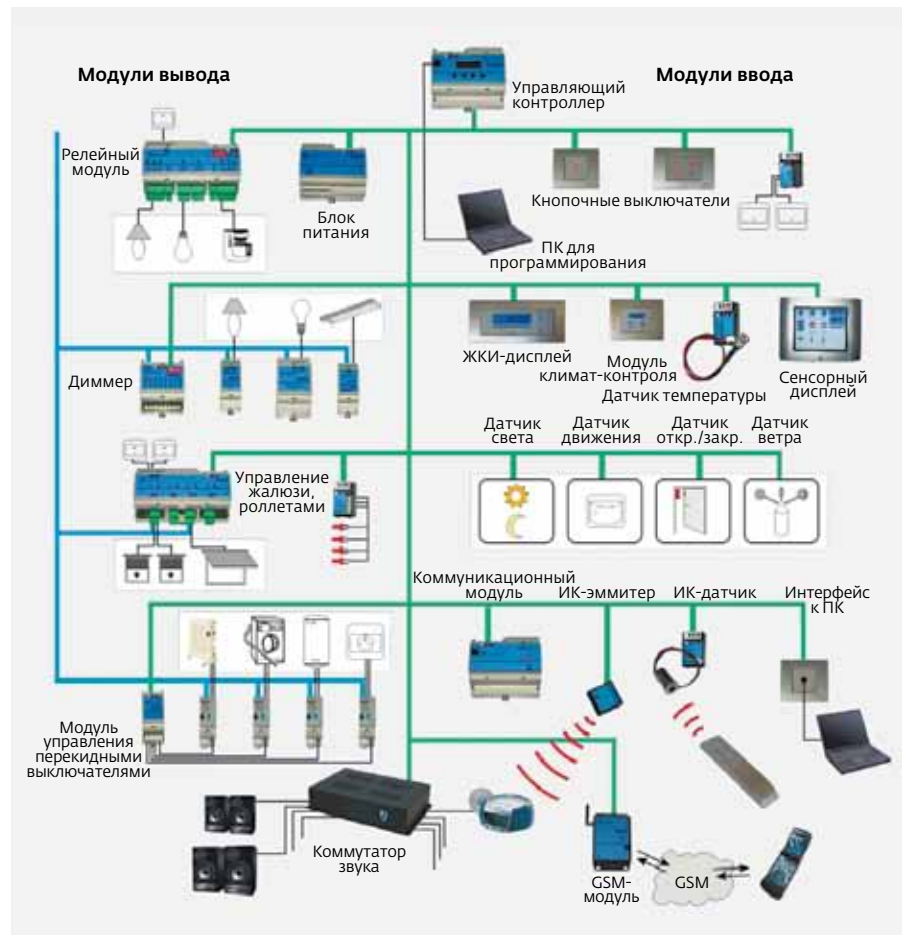 Модули вывода
Модули ввода
Управляющий
контроллер
Релейный
модуль
Блок
питания
Кнопочные выключатели
ПК для
программирования
Диммер
ЖКИ-дисплей
Модуль
климат-контроля
Датчик температуры
Сенсорный
дисплей
Управление
жалюзи,
роллетами
Датчик
света
Датчик
движения
Датчик
откр./закр.
Датчик
ветра
Коммуникационный
модуль
ИК-эммитер
ИК-датчик
Интерфейс
к ПК
Модуль
управления
перекидными
выключателями
Коммутатор
звука
GSM-
модуль
GSM